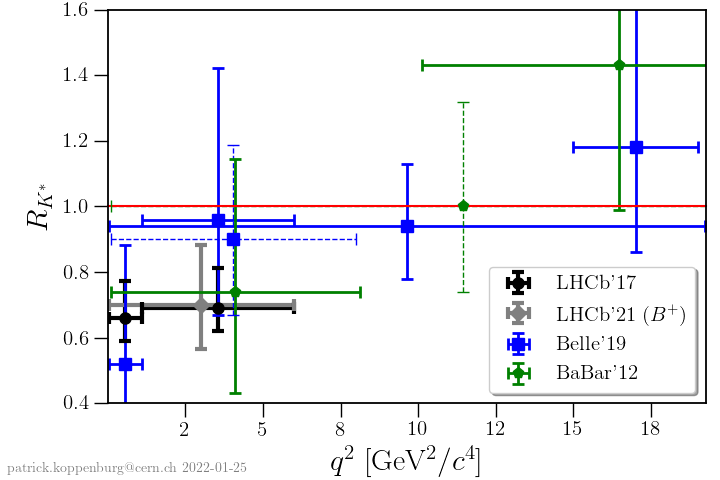 1.6
1.4
1.2
1.0
0.8
0.6
0.4
R_{K*}
LHCb'17
LHCb'21 (B⁺)
Belle'19
BaBar'12
2 5 8 10 12 15 18
q² [GeV²/c⁴]
patrick.koppenburg@cern.ch 2022-01-25